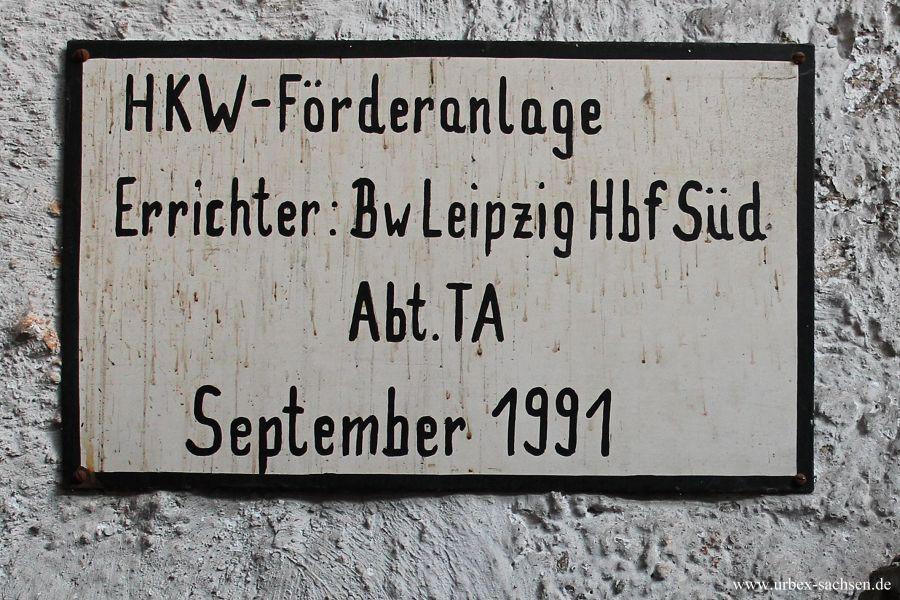 HKW-Förderanlage
Errichter: Bw Leipzig Hbf Süd
Abt. TA
September 1991
www.urbex-sachsen.de